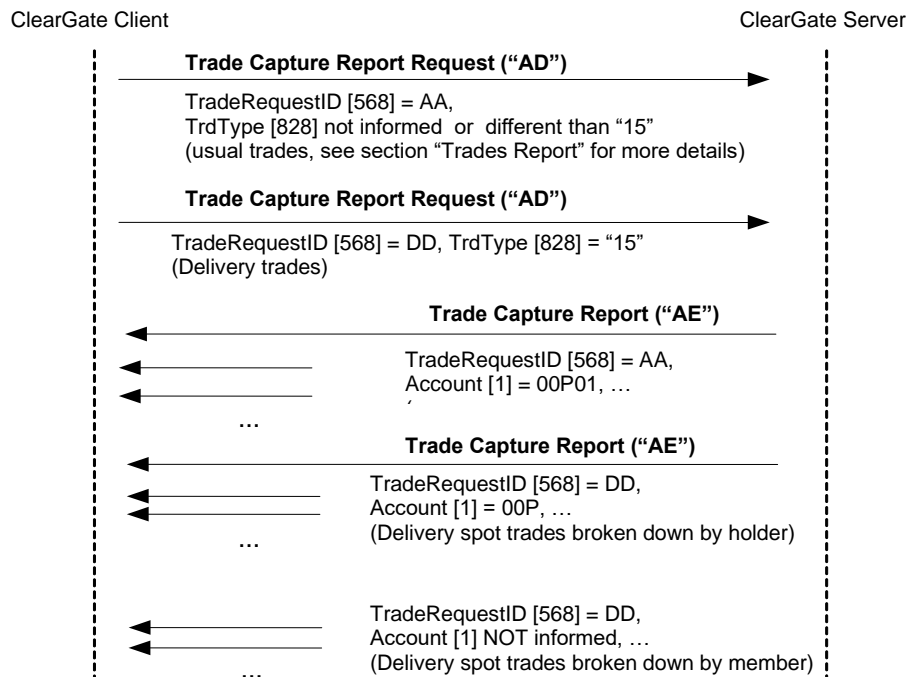 ClearGate Client
ClearGate Server
Trade Capture Report Request (“AD”)
TradeRequestID [568] = AA,
TrdType [828] not informed or different than “15”
(usual trades, see section “Trades Report” for more details)
Trade Capture Report Request (“AD”)
TradeRequestID [568] = DD, TrdType [828] = “15”
(Delivery trades)
Trade Capture Report (“AE”)
TradeRequestID [568] = AA,
Account [1] = 00P01, …
…
Trade Capture Report (“AE”)
TradeRequestID [568] = DD,
Account [1] = 00P, …
(Delivery spot trades broken down by holder)
…
TradeRequestID [568] = DD,
Account [1] NOT informed, …
(Delivery spot trades broken down by member)
…